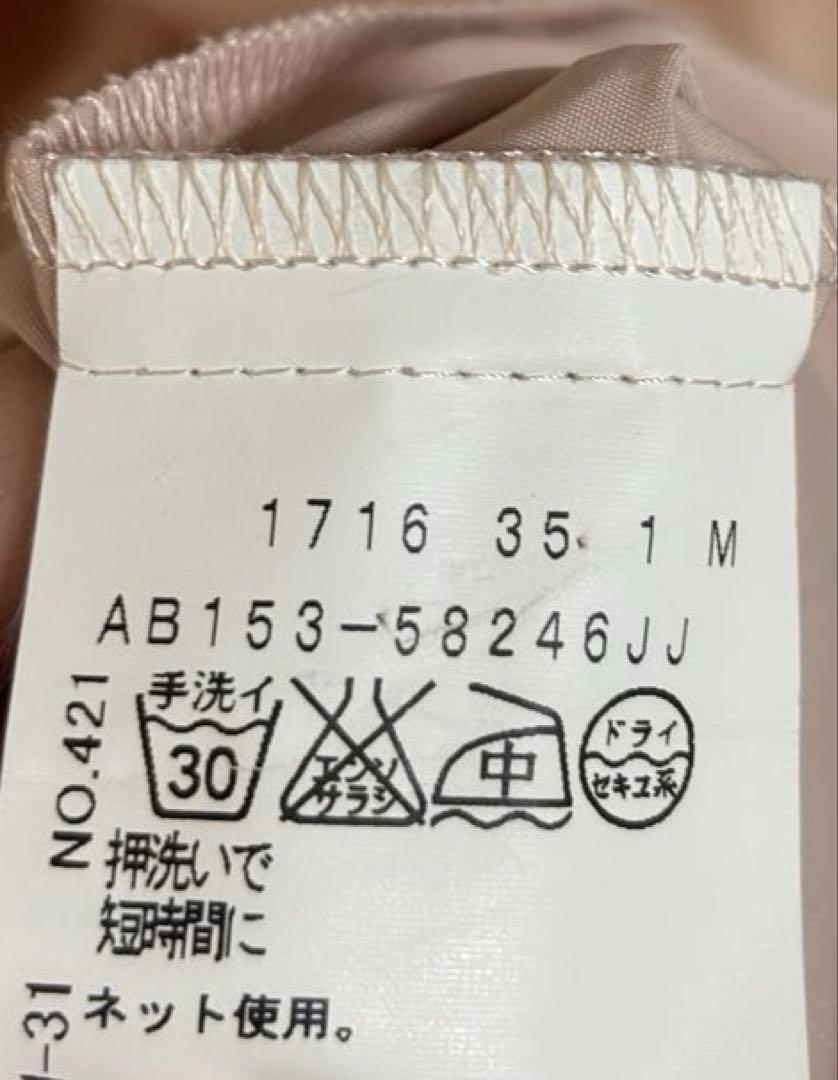 1716 35 1 M
AB153-58246JJ
NO.421
手洗イ
30
エンソ
サラシ
中
ドライ
セキユ系
押洗いで
短時間に
ネット使用。
-31